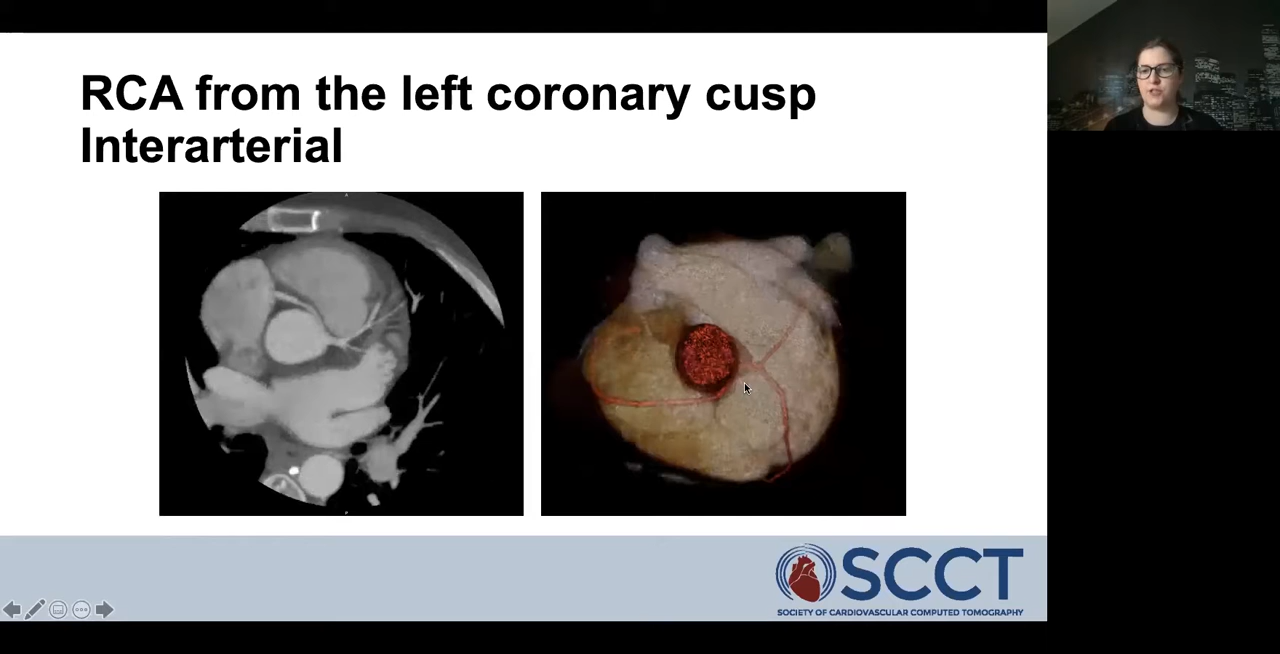 RCA from the left coronary cusp
Interarterial
SCCT
SOCIETY OF CARDIOVASCULAR COMPUTED TOMOGRAPHY